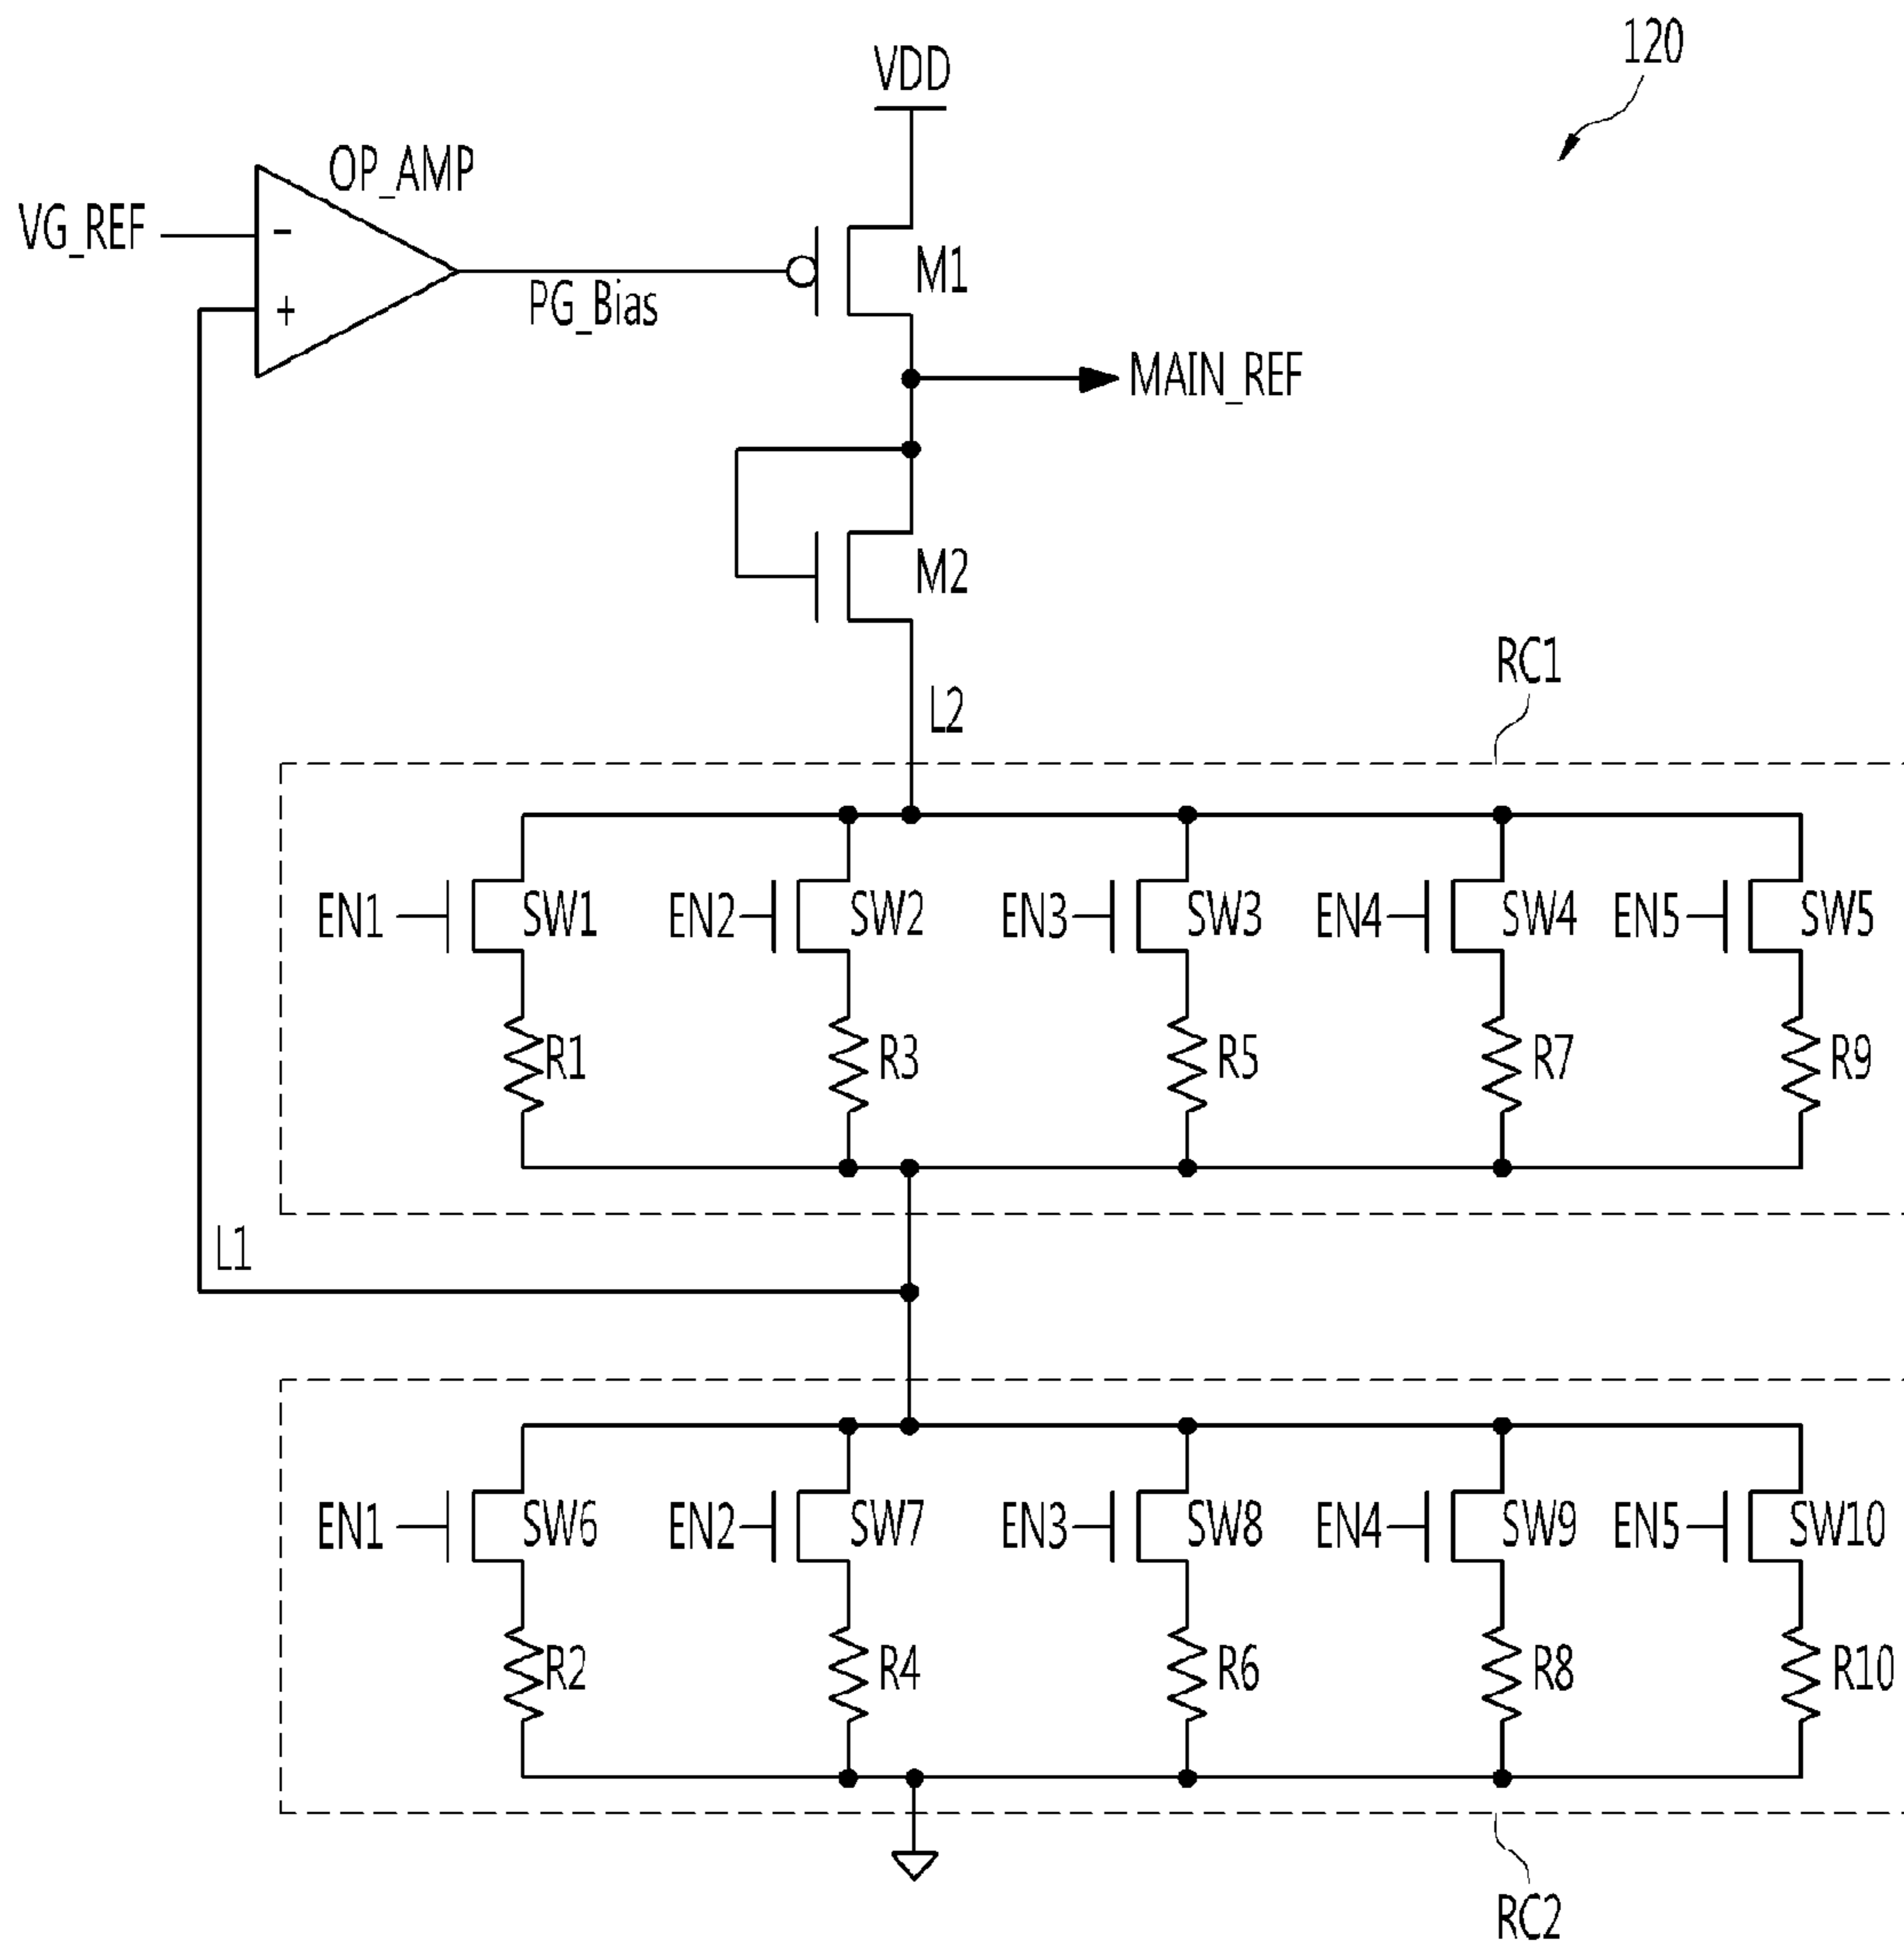 120
VDD
OP_AMP
VG_REF
-
+
PG_Bias
M1
MAIN_REF
M2
L2
RC1
EN1 SW1 EN2 SW2 EN3 SW3 EN4 SW4 EN5 SW5
R1 R3 R5 R7 R9
L1
EN1 SW6 EN2 SW7 EN3 SW8 EN4 SW9 EN5 SW10
R2 R4 R6 R8 R10
RC2